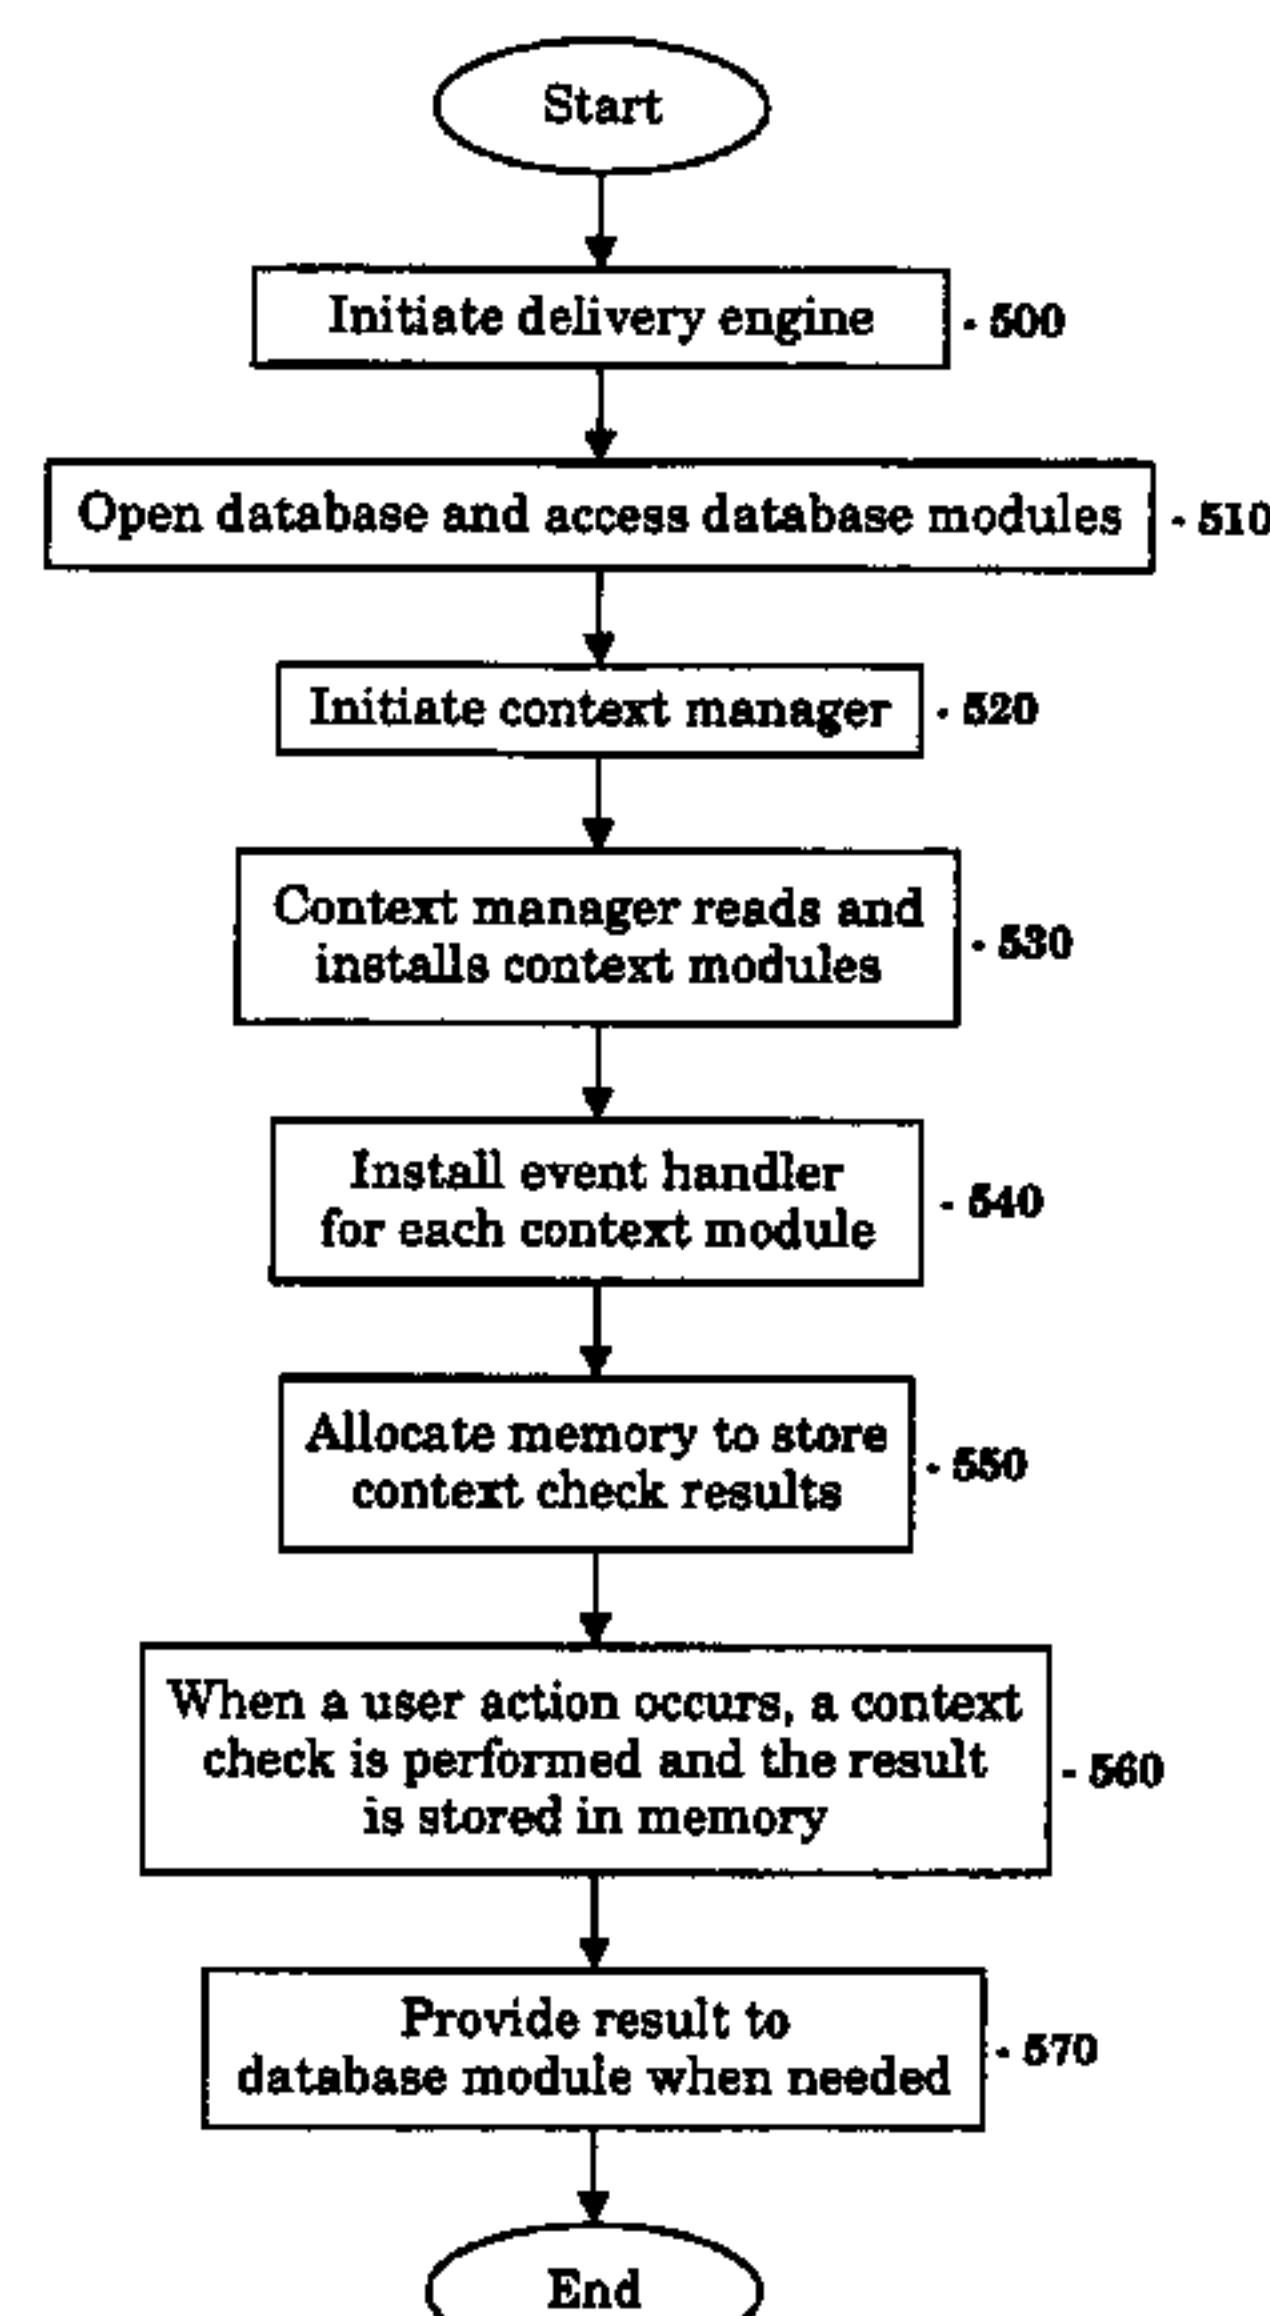 Start
Initiate delivery engine - 500
Open database and access database modules - 510
Initiate context manager - 520
Context manager reads and
installs context modules
- 530
Install event handler
for each context module
- 540
Allocate memory to store
context check results
- 550
When a user action occurs, a context
check is performed and the result
is stored in memory
- 560
Provide result to
database module when needed
- 570
End